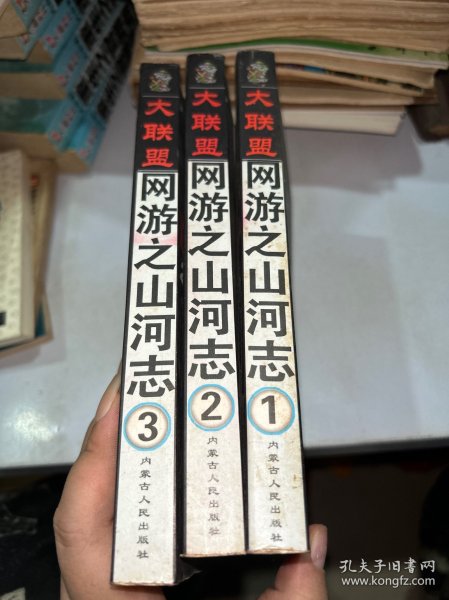 大联盟
网游之山河志
3
内蒙古人民出版社
大联盟
网游之山河志
2
内蒙古人民出版社
大联盟
网游之山河志
1
内蒙古人民出版社
孔夫子旧书网
www.kongfz.com